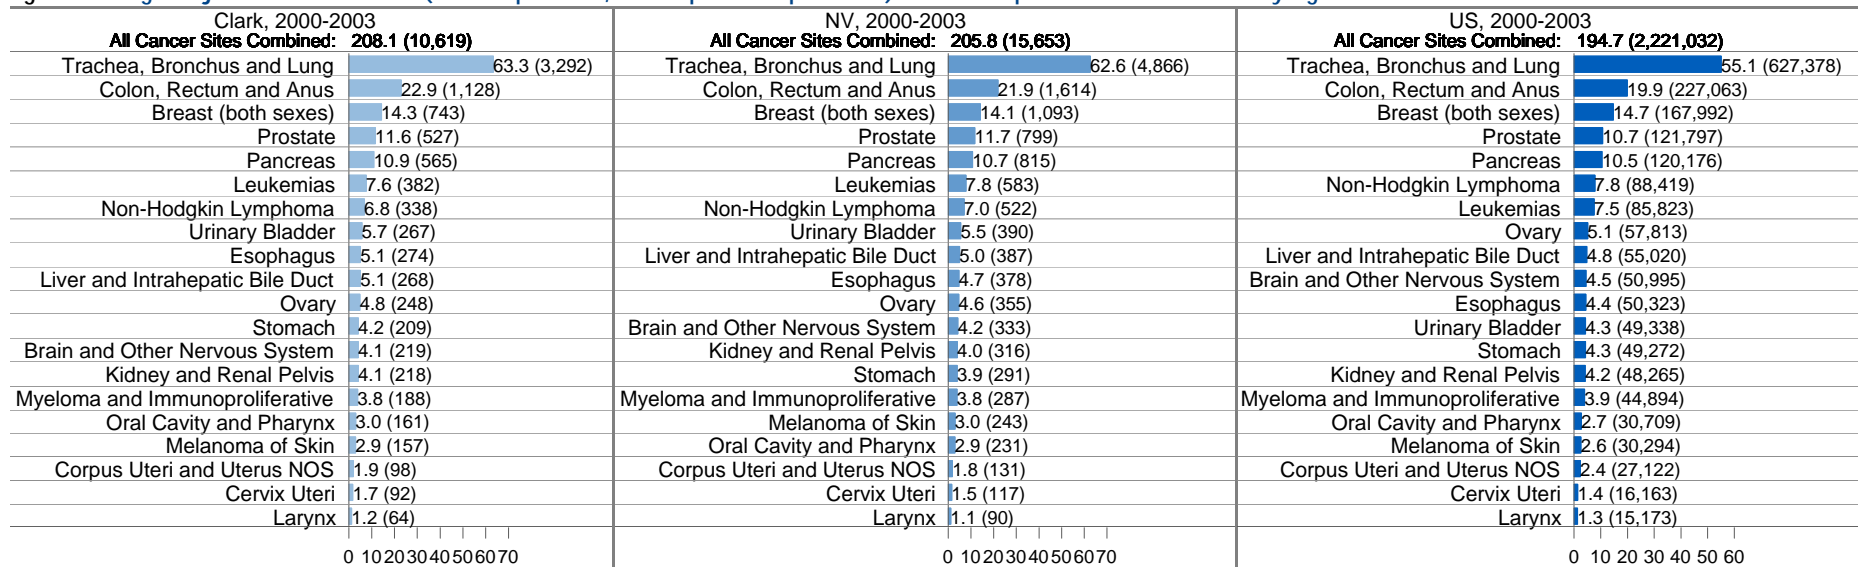 Clark, 2000-2003
All Cancer Sites Combined: 208.1 (10,619)
Trachea, Bronchus and Lung 63.3 (3,292)
Colon, Rectum and Anus 22.9 (1,128)
Breast (both sexes) 14.3 (743)
Prostate 11.6 (527)
Pancreas 10.9 (565)
Leukemias 7.6 (382)
Non-Hodgkin Lymphoma 6.8 (338)
Urinary Bladder 5.7 (267)
Esophagus 5.1 (274)
Liver and Intrahepatic Bile Duct 5.1 (268)
Ovary 4.8 (248)
Stomach 4.2 (209)
Brain and Other Nervous System 4.1 (219)
Kidney and Renal Pelvis 4.1 (218)
Myeloma and Immunoproliferative 3.8 (188)
Oral Cavity and Pharynx 3.0 (161)
Melanoma of Skin 2.9 (157)
Corpus Uteri and Uterus NOS 1.9 (98)
Cervix Uteri 1.7 (92)
Larynx 1.2 (64)
0 10 20 30 40 50 60 70
NV, 2000-2003
All Cancer Sites Combined: 205.8 (15,653)
Trachea, Bronchus and Lung 62.6 (4,866)
Colon, Rectum and Anus 21.9 (1,614)
Breast (both sexes) 14.1 (1,093)
Prostate 11.7 (799)
Pancreas 10.7 (815)
Leukemias 7.8 (583)
Non-Hodgkin Lymphoma 7.0 (522)
Urinary Bladder 5.5 (390)
Liver and Intrahepatic Bile Duct 5.0 (387)
Esophagus 4.7 (378)
Ovary 4.6 (355)
Brain and Other Nervous System 4.2 (333)
Kidney and Renal Pelvis 4.0 (316)
Stomach 3.9 (291)
Myeloma and Immunoproliferative 3.8 (287)
Melanoma of Skin 3.0 (243)
Oral Cavity and Pharynx 2.9 (231)
Corpus Uteri and Uterus NOS 1.8 (131)
Cervix Uteri 1.5 (117)
Larynx 1.1 (90)
0 10 20 30 40 50 60 70
US, 2000-2003
All Cancer Sites Combined: 194.7 (2,221,032)
Trachea, Bronchus and Lung 55.1 (627,378)
Colon, Rectum and Anus 19.9 (227,063)
Breast (both sexes) 14.7 (167,992)
Prostate 10.7 (121,797)
Pancreas 10.5 (120,176)
Non-Hodgkin Lymphoma 7.8 (88,419)
Leukemias 7.5 (85,823)
Ovary 5.1 (57,813)
Liver and Intrahepatic Bile Duct 4.8 (55,020)
Brain and Other Nervous System 4.5 (50,995)
Esophagus 4.4 (50,323)
Urinary Bladder 4.3 (49,338)
Stomach 4.3 (49,272)
Kidney and Renal Pelvis 4.2 (48,265)
Myeloma and Immunoproliferative 3.9 (44,894)
Oral Cavity and Pharynx 2.7 (30,709)
Melanoma of Skin 2.6 (30,294)
Corpus Uteri and Uterus NOS 2.4 (27,122)
Cervix Uteri 1.4 (16,163)
Larynx 1.3 (15,173)
0 10 20 30 40 50 60